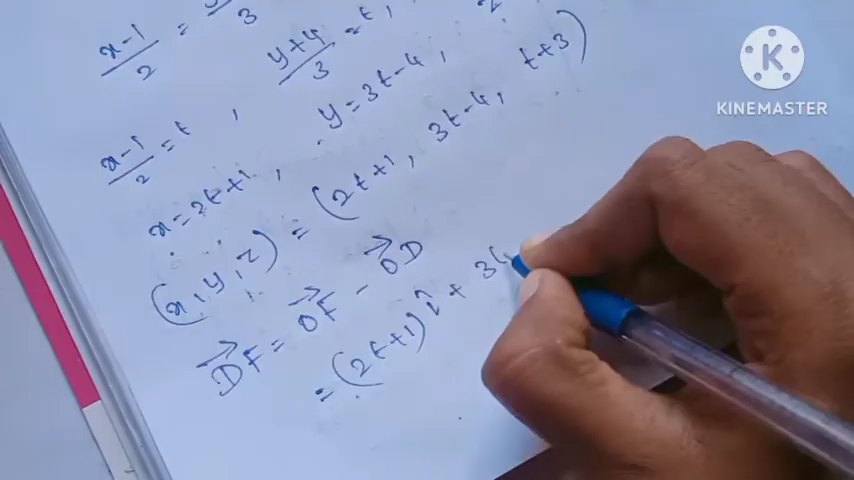 x-1/2 = /3
y+4/3 = t,
x-1/2 = t ,
x = 2t+1 , y = 3t-4 ,
(x, y, z) = (2t+1, 3t-4, t+3)
→DF = →OF - →OD
= (2t+1)î + 3
K
KINEMASTER